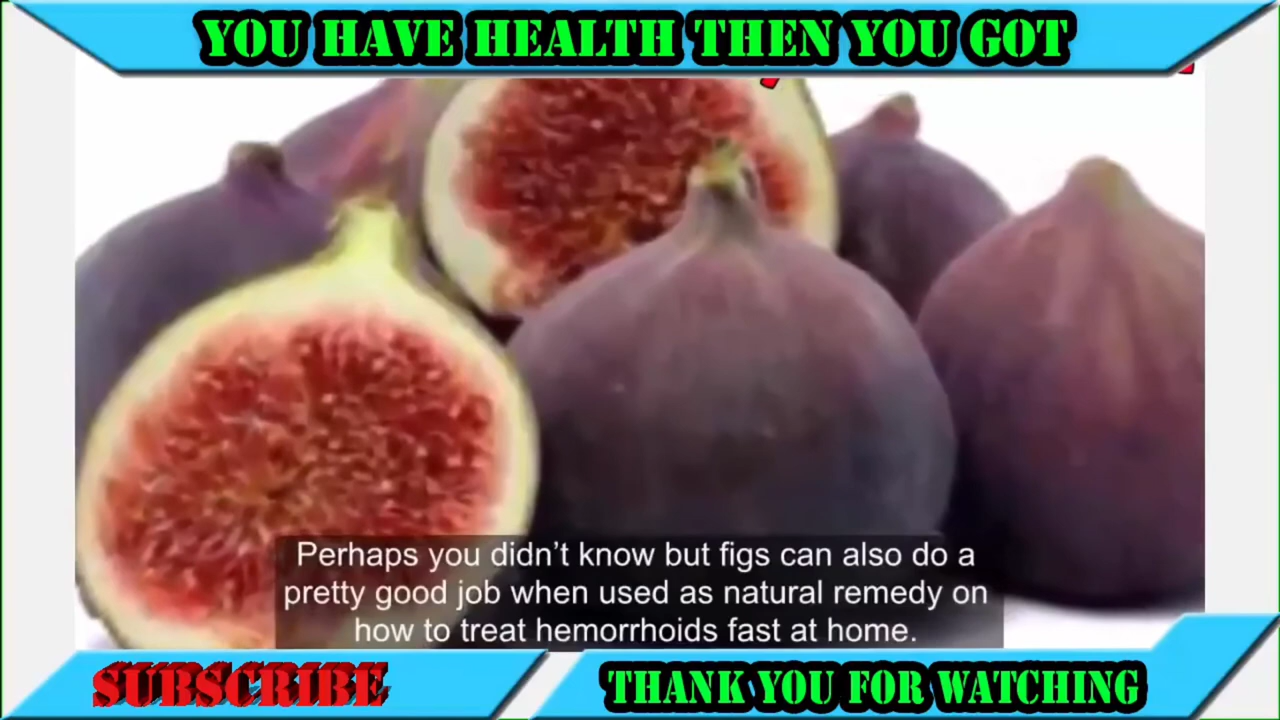 YOU HAVE HEALTH THEN YOU GOT
Perhaps you didn't know but figs can also do a
pretty good job when used as natural remedy on
how to treat hemorrhoids fast at home.
SUBSCRIBE
THANK YOU FOR WATCHING